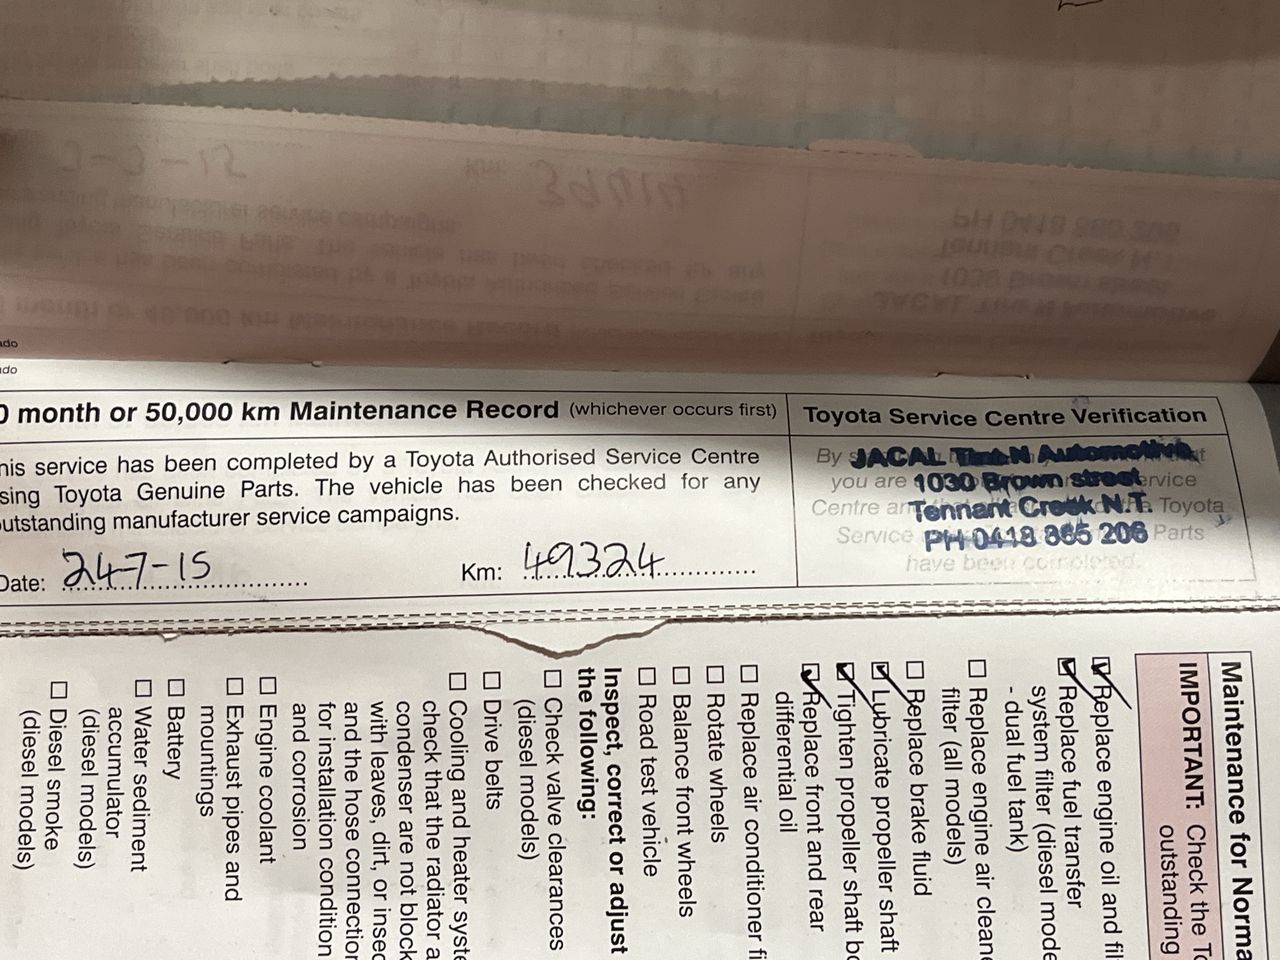 ado
ado
0 month or 50,000 km Maintenance Record (whichever occurs first)
his service has been completed by a Toyota Authorised Service Centre
sing Toyota Genuine Parts. The vehicle has been checked for any
utstanding manufacturer service campaigns.
Date: 24-7-15 Km: 49324
Toyota Service Centre Verification
By JACAL N Automotive
you are 1030 Brown street ervice
Centre an Tennant Creek N.T. Toyota
Service PH 0418 865 206 Parts
have been completed.
Maintenance for Norma
IMPORTANT: Check the To
outstanding
Replace engine oil and fil
Replace fuel transfer
system filter (diesel mode
- dual fuel tank)
Replace engine air cleane
filter (all models)
Replace brake fluid
Lubricate propeller shaft
Tighten propeller shaft bo
Replace front and rear
differential oil
Replace air conditioner fi
Rotate wheels
Balance front wheels
Road test vehicle
Inspect, correct or adjust
the following:
Check valve clearances
(diesel models)
Drive belts
Cooling and heater syste
check that the radiator a
condenser are not block
with leaves, dirt, or insec
and the hose connection
for installation condition
and corrosion
Engine coolant
Exhaust pipes and
mountings
Battery
Water sediment
accumulator
(diesel models)
Diesel smoke
(diesel models)